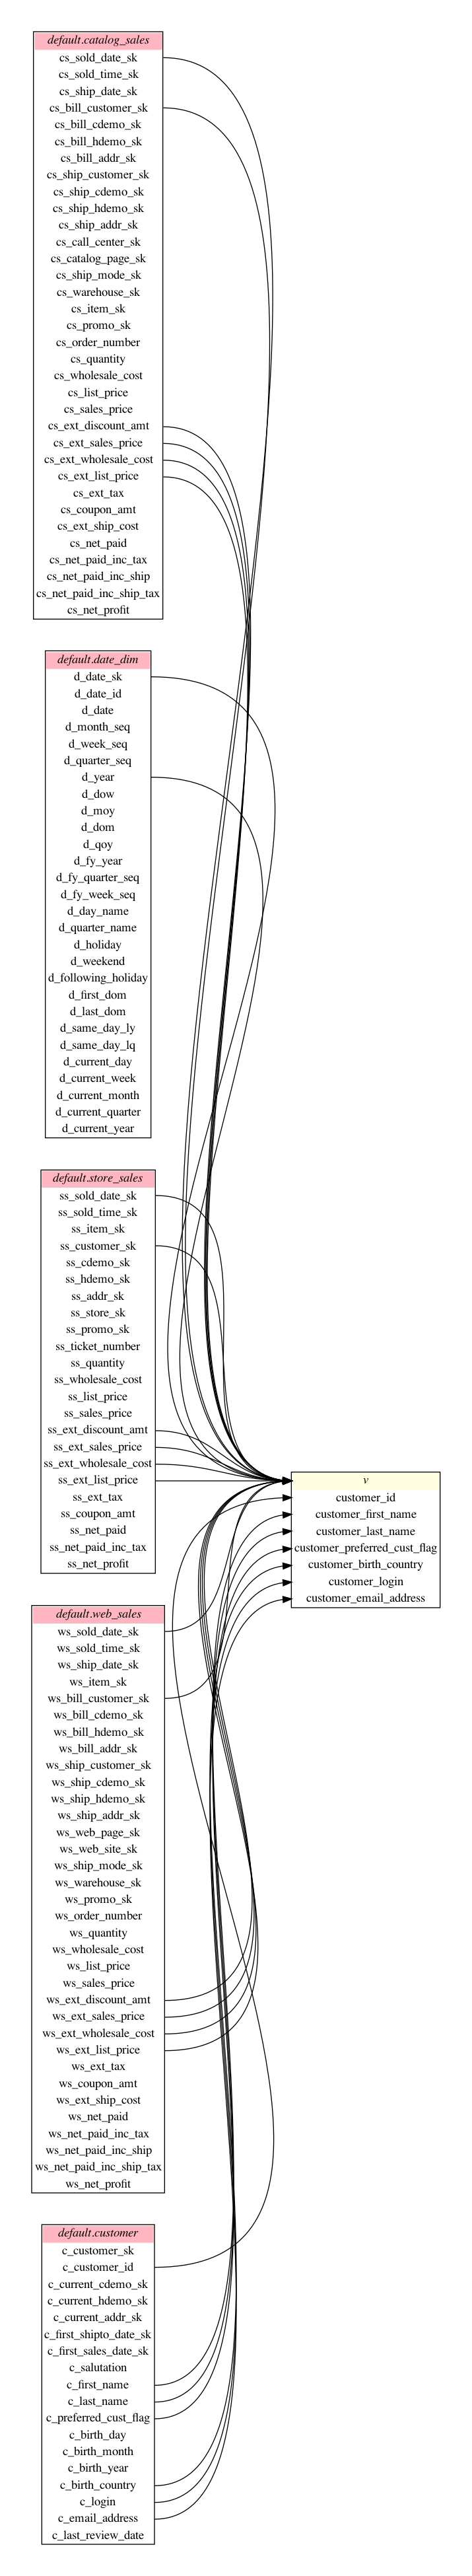 default.catalog_sales
cs_sold_date_sk
cs_sold_time_sk
cs_ship_date_sk
cs_bill_customer_sk
cs_bill_cdemo_sk
cs_bill_hdemo_sk
cs_bill_addr_sk
cs_ship_customer_sk
cs_ship_cdemo_sk
cs_ship_hdemo_sk
cs_ship_addr_sk
cs_call_center_sk
cs_catalog_page_sk
cs_ship_mode_sk
cs_warehouse_sk
cs_item_sk
cs_promo_sk
cs_order_number
cs_quantity
cs_wholesale_cost
cs_list_price
cs_sales_price
cs_ext_discount_amt
cs_ext_sales_price
cs_ext_wholesale_cost
cs_ext_list_price
cs_ext_tax
cs_coupon_amt
cs_ext_ship_cost
cs_net_paid
cs_net_paid_inc_tax
cs_net_paid_inc_ship
cs_net_paid_inc_ship_tax
cs_net_profit
default.date_dim
d_date_sk
d_date_id
d_date
d_month_seq
d_week_seq
d_quarter_seq
d_year
d_dow
d_moy
d_dom
d_qoy
d_fy_year
d_fy_quarter_seq
d_fy_week_seq
d_day_name
d_quarter_name
d_holiday
d_weekend
d_following_holiday
d_first_dom
d_last_dom
d_same_day_ly
d_same_day_lq
d_current_day
d_current_week
d_current_month
d_current_quarter
d_current_year
default.store_sales
ss_sold_date_sk
ss_sold_time_sk
ss_item_sk
ss_customer_sk
ss_cdemo_sk
ss_hdemo_sk
ss_addr_sk
ss_store_sk
ss_promo_sk
ss_ticket_number
ss_quantity
ss_wholesale_cost
ss_list_price
ss_sales_price
ss_ext_discount_amt
ss_ext_sales_price
ss_ext_wholesale_cost
ss_ext_list_price
ss_ext_tax
ss_coupon_amt
ss_net_paid
ss_net_paid_inc_tax
ss_net_profit
v
customer_id
customer_first_name
customer_last_name
customer_preferred_cust_flag
customer_birth_country
customer_login
customer_email_address
default.web_sales
ws_sold_date_sk
ws_sold_time_sk
ws_ship_date_sk
ws_item_sk
ws_bill_customer_sk
ws_bill_cdemo_sk
ws_bill_hdemo_sk
ws_bill_addr_sk
ws_ship_customer_sk
ws_ship_cdemo_sk
ws_ship_hdemo_sk
ws_ship_addr_sk
ws_web_page_sk
ws_web_site_sk
ws_ship_mode_sk
ws_warehouse_sk
ws_promo_sk
ws_order_number
ws_quantity
ws_wholesale_cost
ws_list_price
ws_sales_price
ws_ext_discount_amt
ws_ext_sales_price
ws_ext_wholesale_cost
ws_ext_list_price
ws_ext_tax
ws_coupon_amt
ws_ext_ship_cost
ws_net_paid
ws_net_paid_inc_tax
ws_net_paid_inc_ship
ws_net_paid_inc_ship_tax
ws_net_profit
default.customer
c_customer_sk
c_customer_id
c_current_cdemo_sk
c_current_hdemo_sk
c_current_addr_sk
c_first_shipto_date_sk
c_first_sales_date_sk
c_salutation
c_first_name
c_last_name
c_preferred_cust_flag
c_birth_day
c_birth_month
c_birth_year
c_birth_country
c_login
c_email_address
c_last_review_date